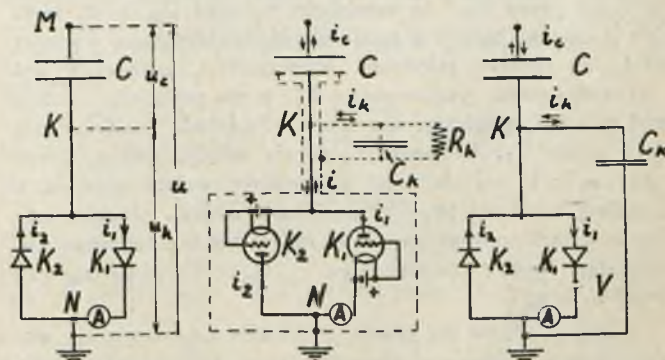 M
C
u_c
K
u
u_k
i_2
i_1
K_2
K_1
N
A
i_c
C
i_k
K
R_k
C_k
i
i_1
K_2
K_1
i_2
N
A
i_c
C
i_k
K
C_k
i_2
i_1
K_2
K_1
V
A